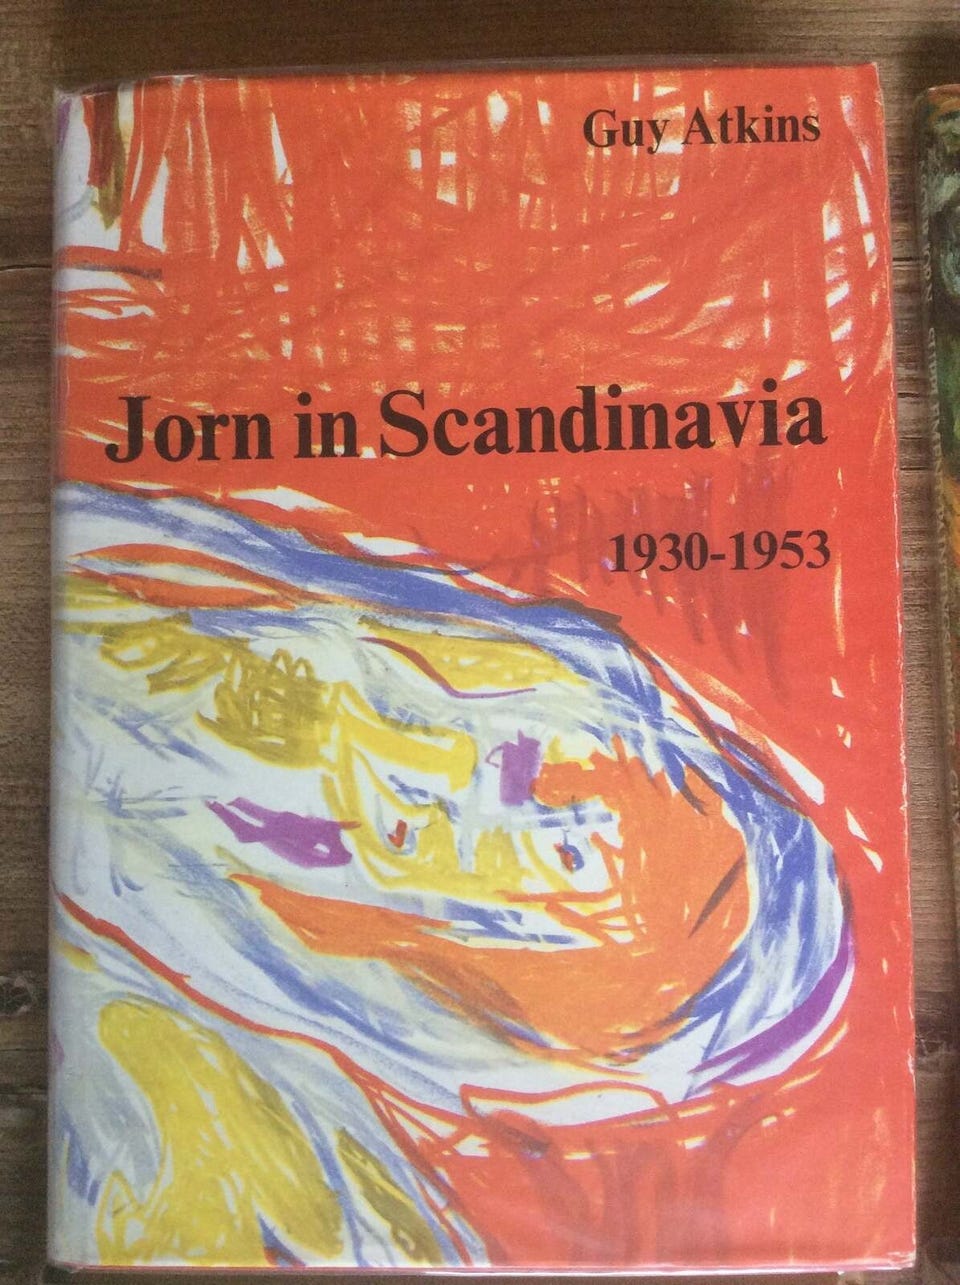 Guy Atkins
Jorn in Scandinavia
1930-1953